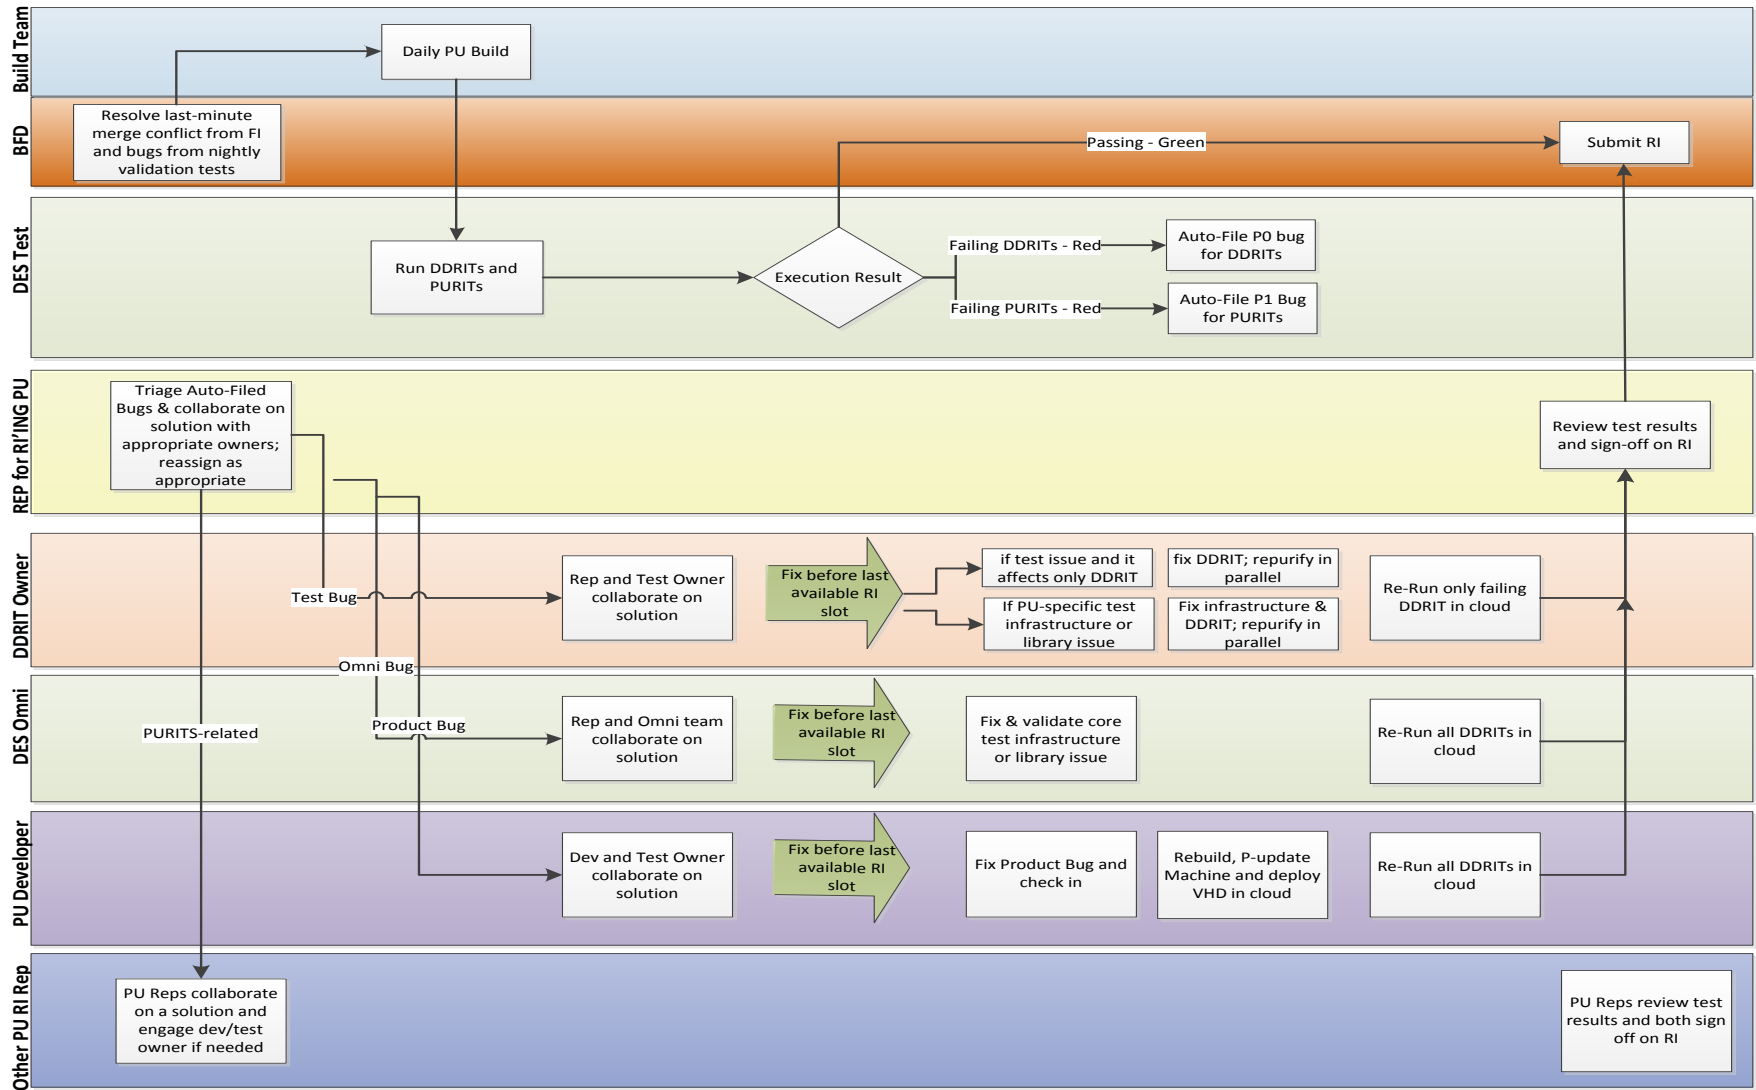 Build Team
Daily PU Build
BFD
Resolve last-minute
merge conflict from FI
and bugs from nightly
validation tests
Passing - Green
Submit RI
DES Test
Run DDRITs and
PURITs
Execution Result
Failing DDRITs - Red
Auto-File P0 bug
for DDRITs
Failing PURITs - Red
Auto-File P1 Bug
for PURITs
REP for RI'ING PU
Triage Auto-Filed
Bugs & collaborate on
solution with
appropriate owners;
reassign as
appropriate
Review test results
and sign-off on RI
DDRIT Owner
Test Bug
Rep and Test Owner
collaborate on
solution
Fix before last
available RI
slot
if test issue and it
affects only DDRIT
fix DDRIT; repurify in
parallel
If PU-specific test
infrastructure or
library issue
Fix infrastructure &
DDRIT; repurify in
parallel
Re-Run only failing
DDRIT in cloud
Omni Bug
DES Omni
PURITS-related
Product Bug
Rep and Omni team
collaborate on
solution
Fix before last
available RI
slot
Fix & validate core
test infrastructure
or library issue
Re-Run all DDRITs in
cloud
PU Developer
Dev and Test Owner
collaborate on
solution
Fix before last
available RI
slot
Fix Product Bug and
check in
Rebuild, P-update
Machine and deploy
VHD in cloud
Re-Run all DDRITs in
cloud
Other PU RI Rep
PU Reps collaborate
on a solution and
engage dev/test
owner if needed
PU Reps review test
results and both sign
off on RI